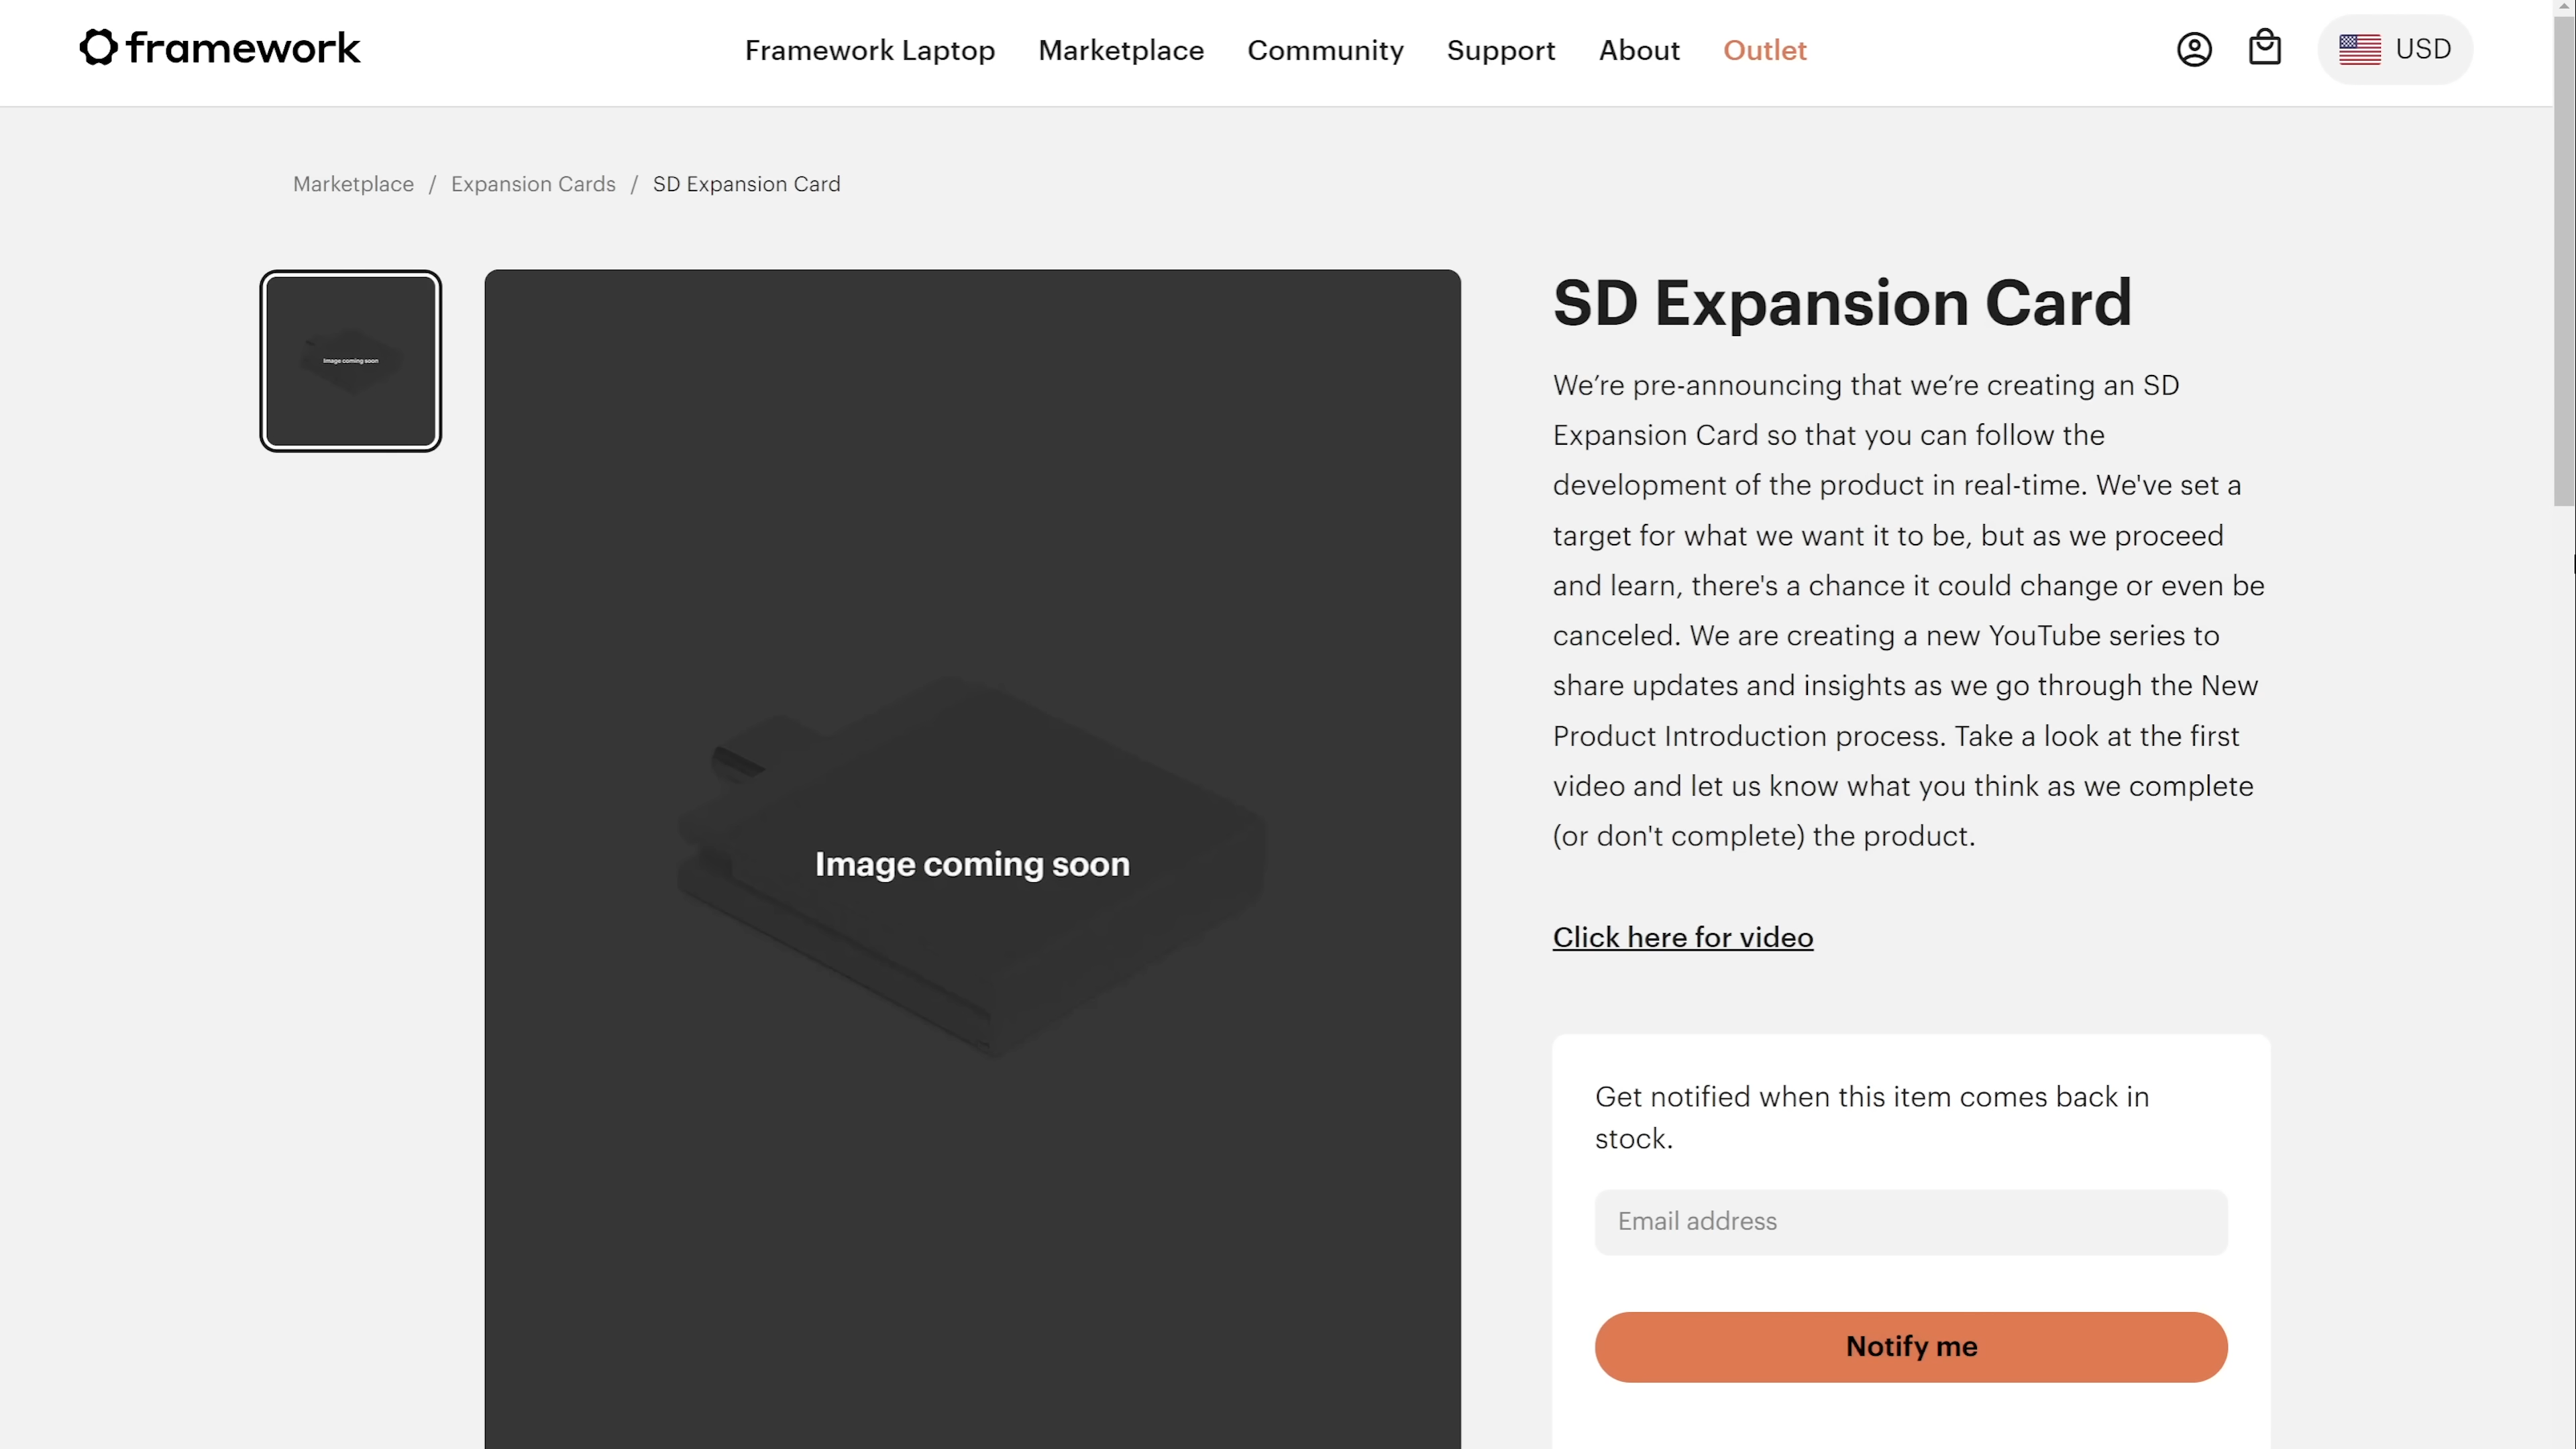 framework
Framework Laptop Marketplace Community Support About Outlet
USD
Marketplace / Expansion Cards / SD Expansion Card
Image coming soon
Image coming soon
SD Expansion Card
We’re pre-announcing that we’re creating an SD
Expansion Card so that you can follow the
development of the product in real-time. We've set a
target for what we want it to be, but as we proceed
and learn, there's a chance it could change or even be
canceled. We are creating a new YouTube series to
share updates and insights as we go through the New
Product Introduction process. Take a look at the first
video and let us know what you think as we complete
(or don't complete) the product.
Click here for video
Get notified when this item comes back in
stock.
Email address
Notify me